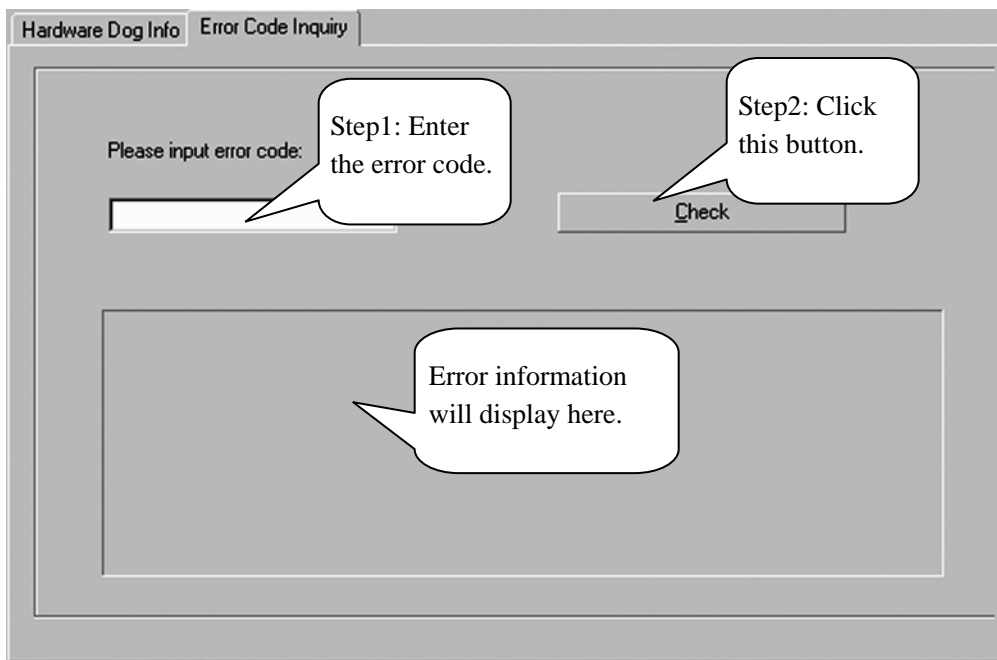 Hardware Dog Info
Error Code Inquiry
Step1: Enter
the error code.
Step2: Click
this button.
Please input error code:
Check
Error information
will display here.